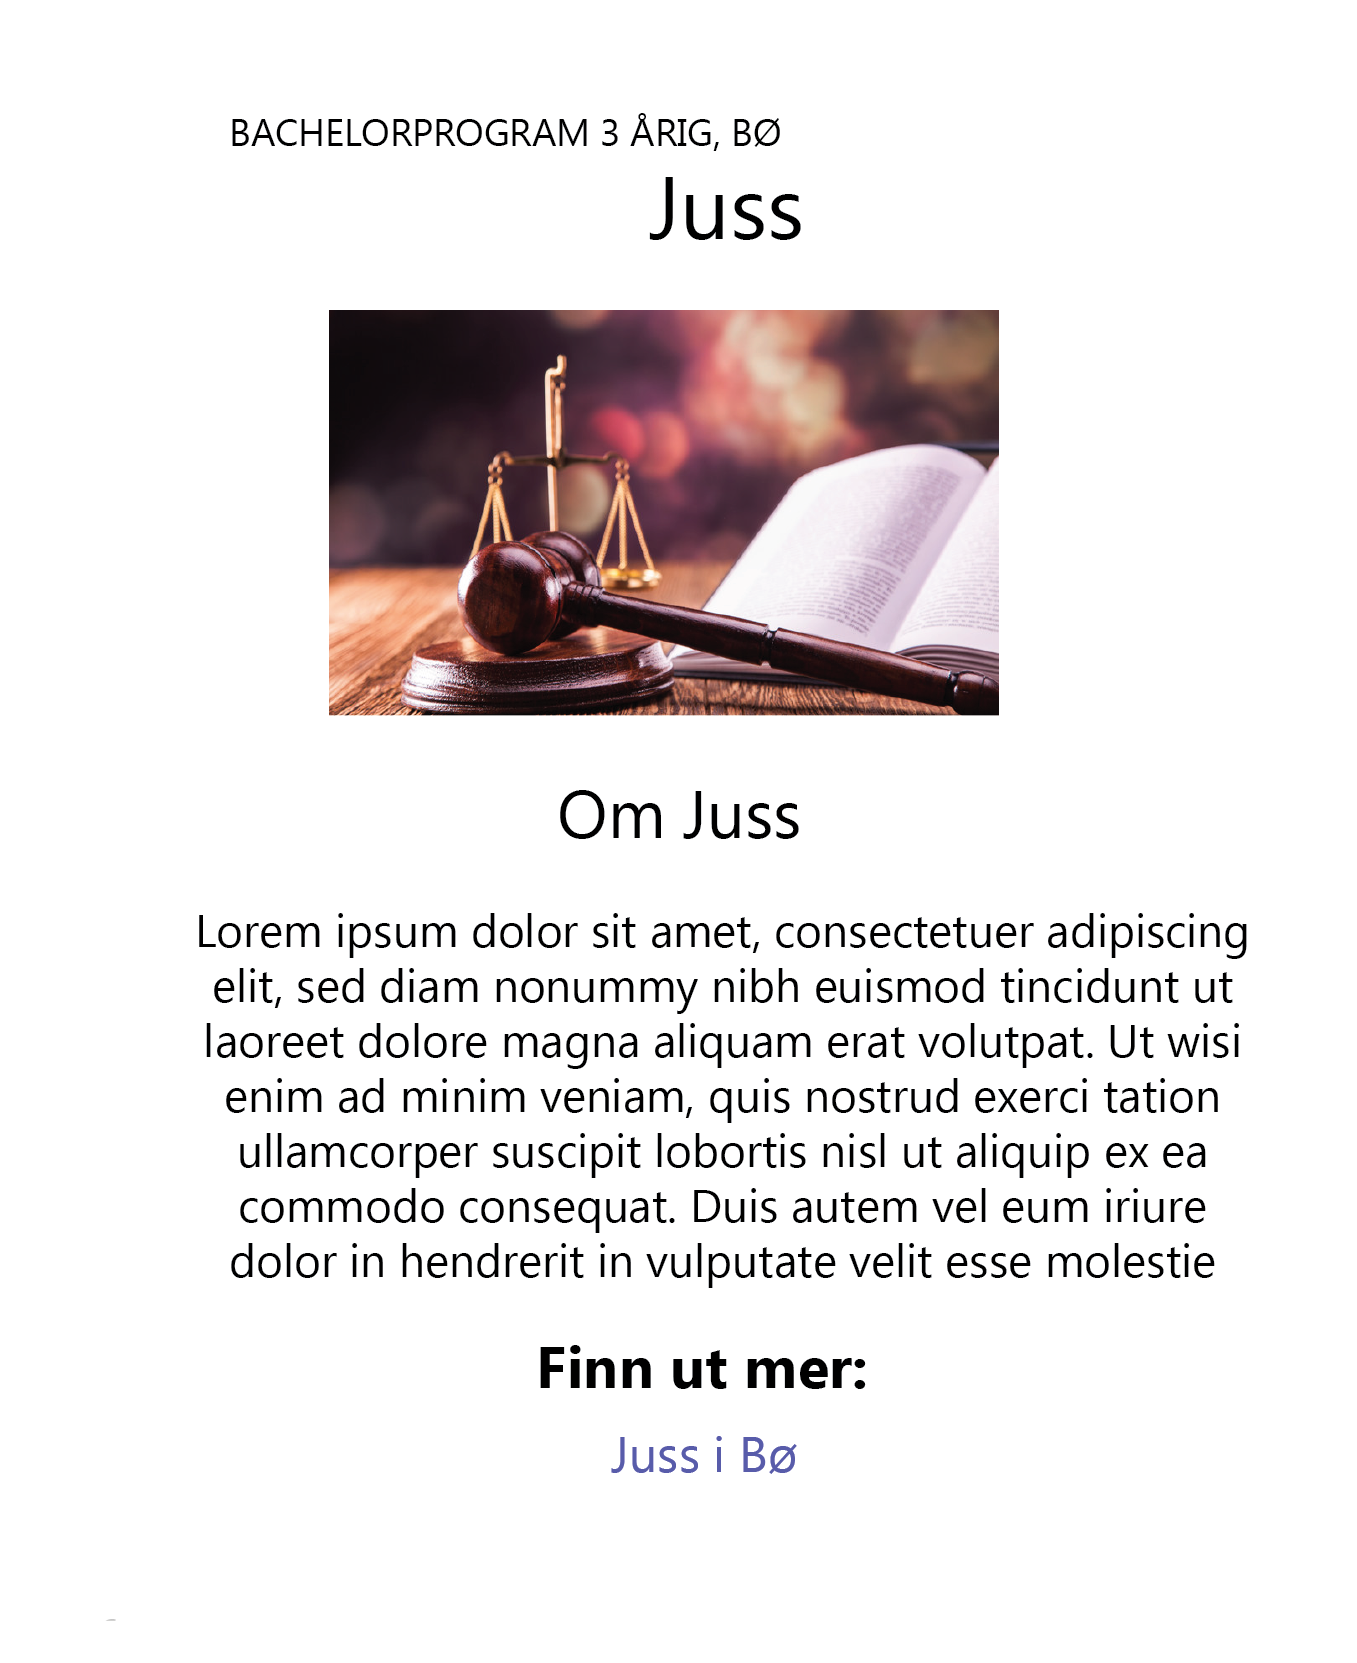 BACHELORPROGRAM 3 ÅRIG, BØ
Juss
Om Juss
Lorem ipsum dolor sit amet, consectetuer adipiscing
elit, sed diam nonummy nibh euismod tincidunt ut
laoreet dolore magna aliquam erat volutpat. Ut wisi
enim ad minim veniam, quis nostrud exerci tation
ullamcorper suscipit lobortis nisl ut aliquip ex ea
commodo consequat. Duis autem vel eum iriure
dolor in hendrerit in vulputate velit esse molestie
Finn ut mer:
Juss i Bø